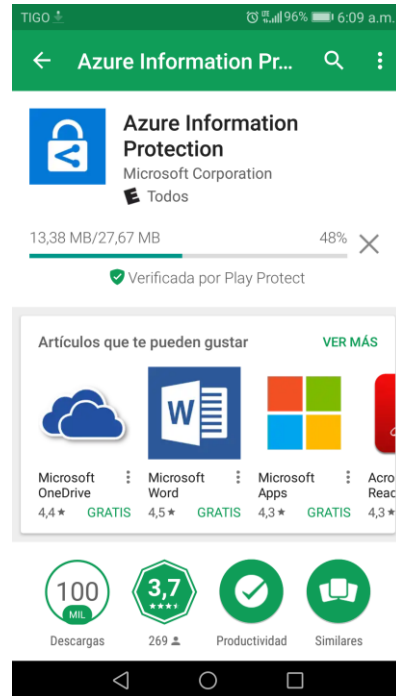 TIGO
LTE 96% 6:09 a.m.
Azure Information Pr...
Azure Information
Protection
Microsoft Corporation
E Todos
13,38 MB/27,67 MB 48%
Verificada por Play Protect
Artículos que te pueden gustar VER MÁS
W
Microsoft OneDrive
4,4★ GRATIS
Microsoft Word
4,5★ GRATIS
Microsoft Apps
4,3★ GRATIS
Acro
Read
4,3★
100
MIL
Descargas
3,7
269
Productividad
Similares